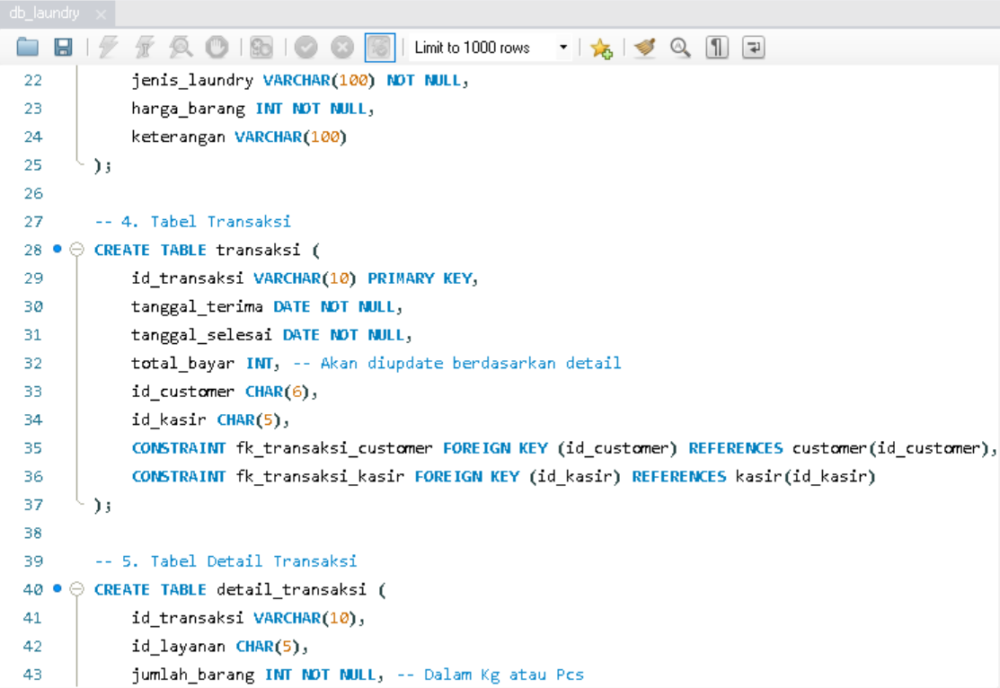 db_laundry
Limit to 1000 rows
22 jenis_laundry VARCHAR(100) NOT NULL,
23 harga_barang INT NOT NULL,
24 keterangan VARCHAR(100)
25 );
26
27 -- 4. Tabel Transaksi
28 CREATE TABLE transaksi (
29 id_transaksi VARCHAR(10) PRIMARY KEY,
30 tanggal_terima DATE NOT NULL,
31 tanggal_selesai DATE NOT NULL,
32 total_bayar INT, -- Akan diupdate berdasarkan detail
33 id_customer CHAR(6),
34 id_kasir CHAR(5),
35 CONSTRAINT fk_transaksi_customer FOREIGN KEY (id_customer) REFERENCES customer(id_customer),
36 CONSTRAINT fk_transaksi_kasir FOREIGN KEY (id_kasir) REFERENCES kasir(id_kasir)
37 );
38
39 -- 5. Tabel Detail Transaksi
40 CREATE TABLE detail_transaksi (
41 id_transaksi VARCHAR(10),
42 id_layanan CHAR(5),
43 jumlah_barang INT NOT NULL, -- Dalam Kg atau Pcs